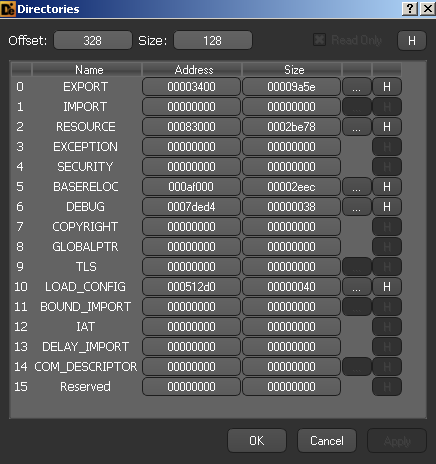 Directories
Offset: 328 Size: 128 Read Only H
Name Address Size
0 EXPORT 00003400 00009a5e ... H
1 IMPORT 00000000 00000000 H
2 RESOURCE 00083000 0002be78 ... H
3 EXCEPTION 00000000 00000000 H
4 SECURITY 00000000 00000000 H
5 BASERELOC 000af000 00002eec ... H
6 DEBUG 0007ded4 00000038 ... H
7 COPYRIGHT 00000000 00000000 H
8 GLOBALPTR 00000000 00000000 H
9 TLS 00000000 00000000 H
10 LOAD_CONFIG 000512d0 00000040 ... H
11 BOUND_IMPORT 00000000 00000000 H
12 IAT 00000000 00000000 H
13 DELAY_IMPORT 00000000 00000000 H
14 COM_DESCRIPTOR 00000000 00000000 H
15 Reserved 00000000 00000000 H
OK Cancel Apply